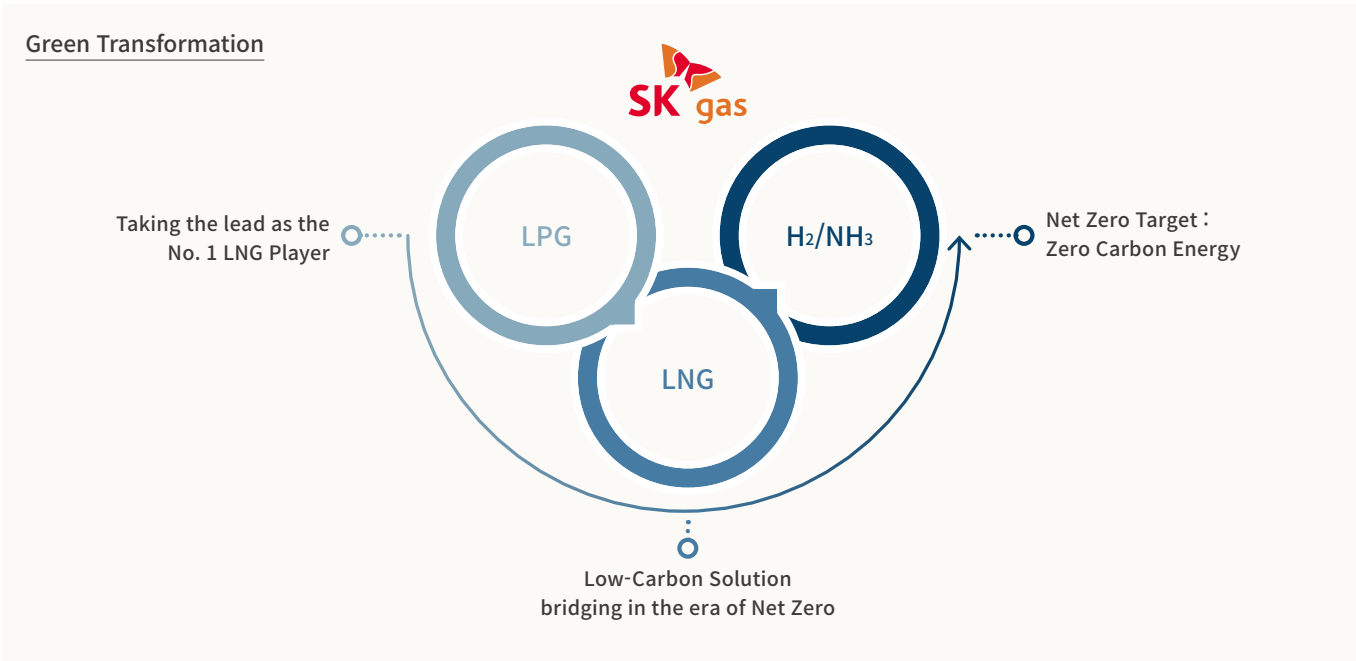 Green Transformation
SK gas
LPG
H₂/NH₃
Taking the lead as the
No. 1 LNG Player
Net Zero Target :
Zero Carbon Energy
LNG
Low-Carbon Solution
bridging in the era of Net Zero